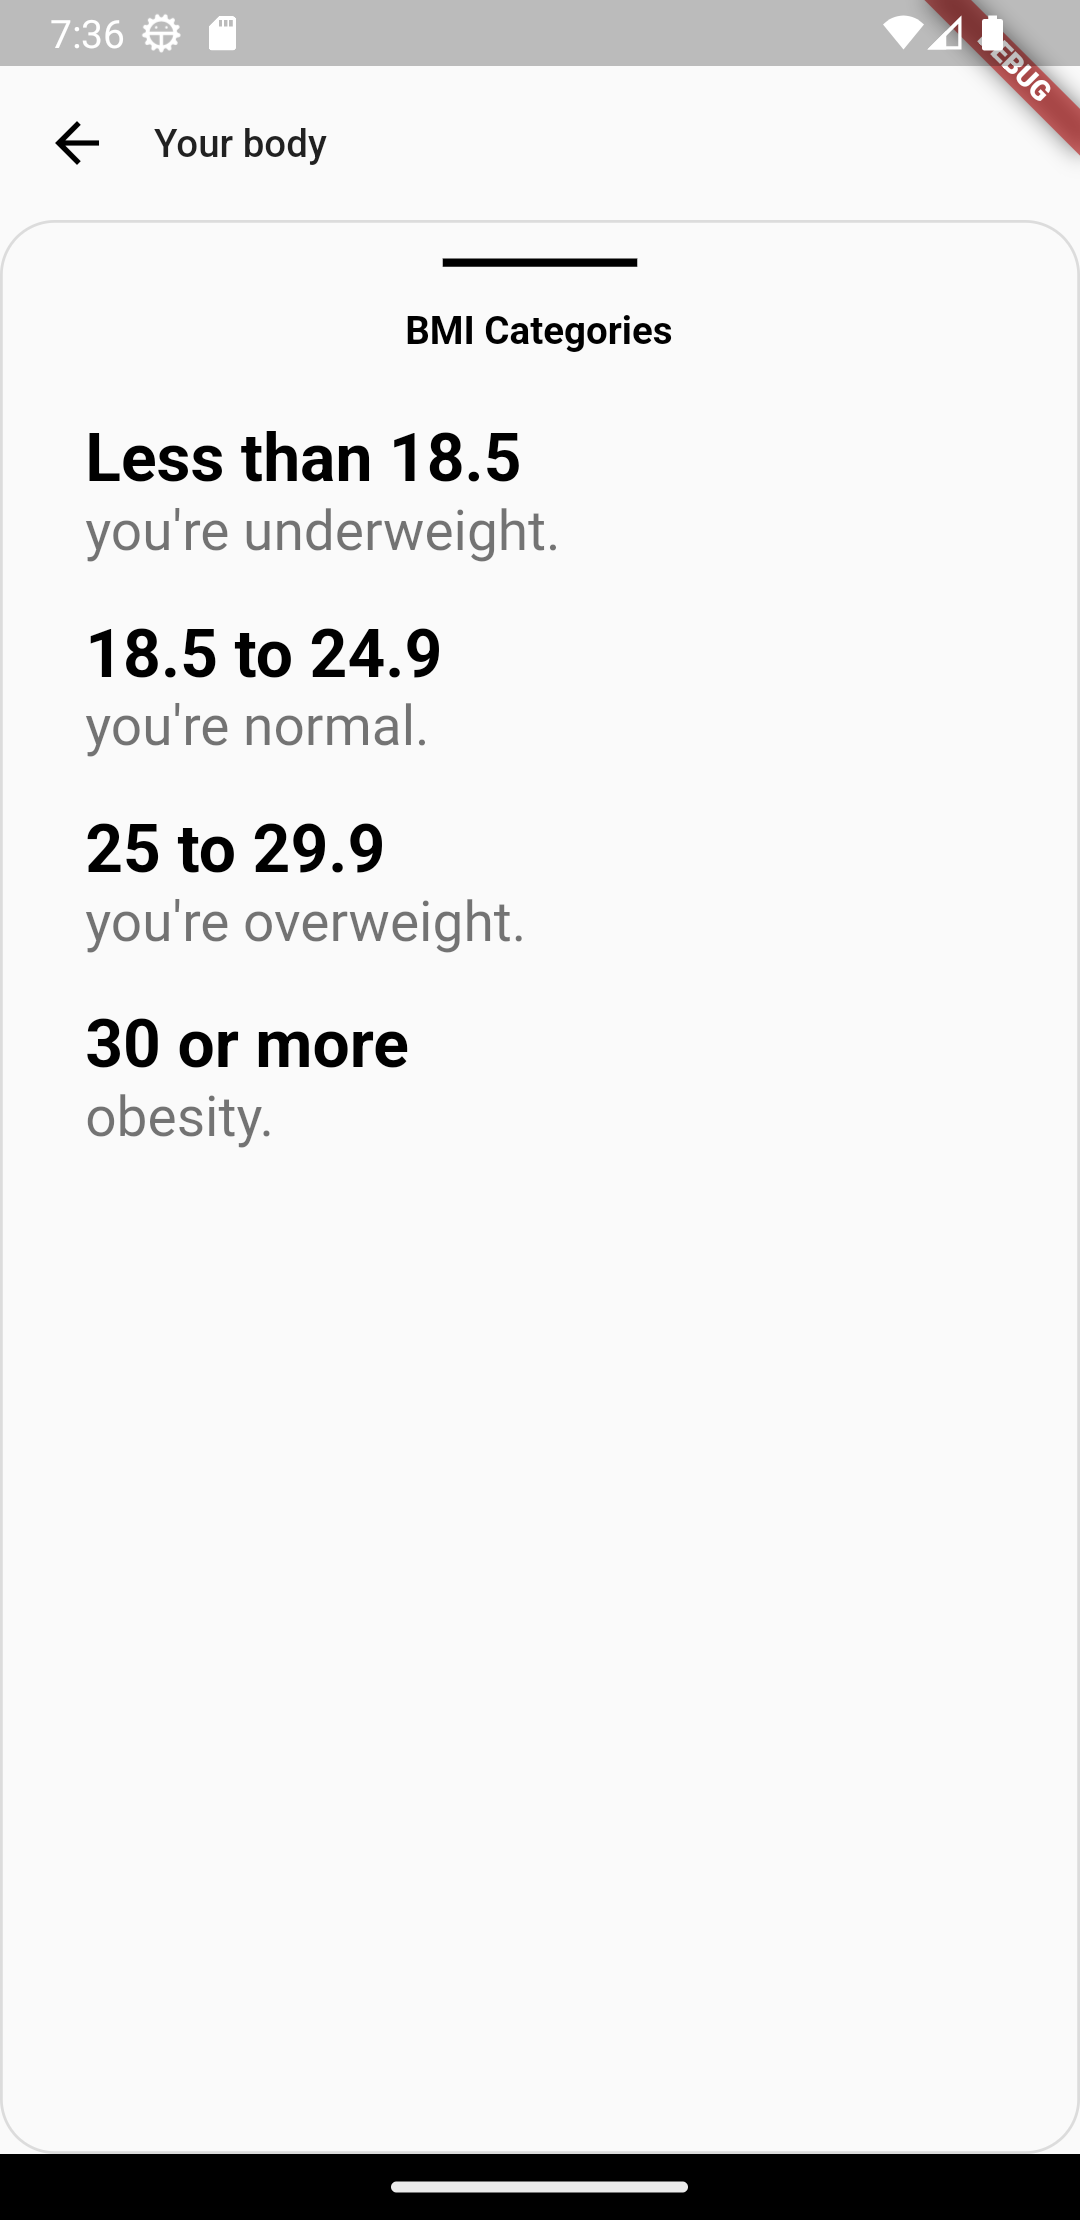 7:36
DEBUG
Your body
BMI Categories
Less than 18.5
you're underweight.
18.5 to 24.9
you're normal.
25 to 29.9
you're overweight.
30 or more
obesity.